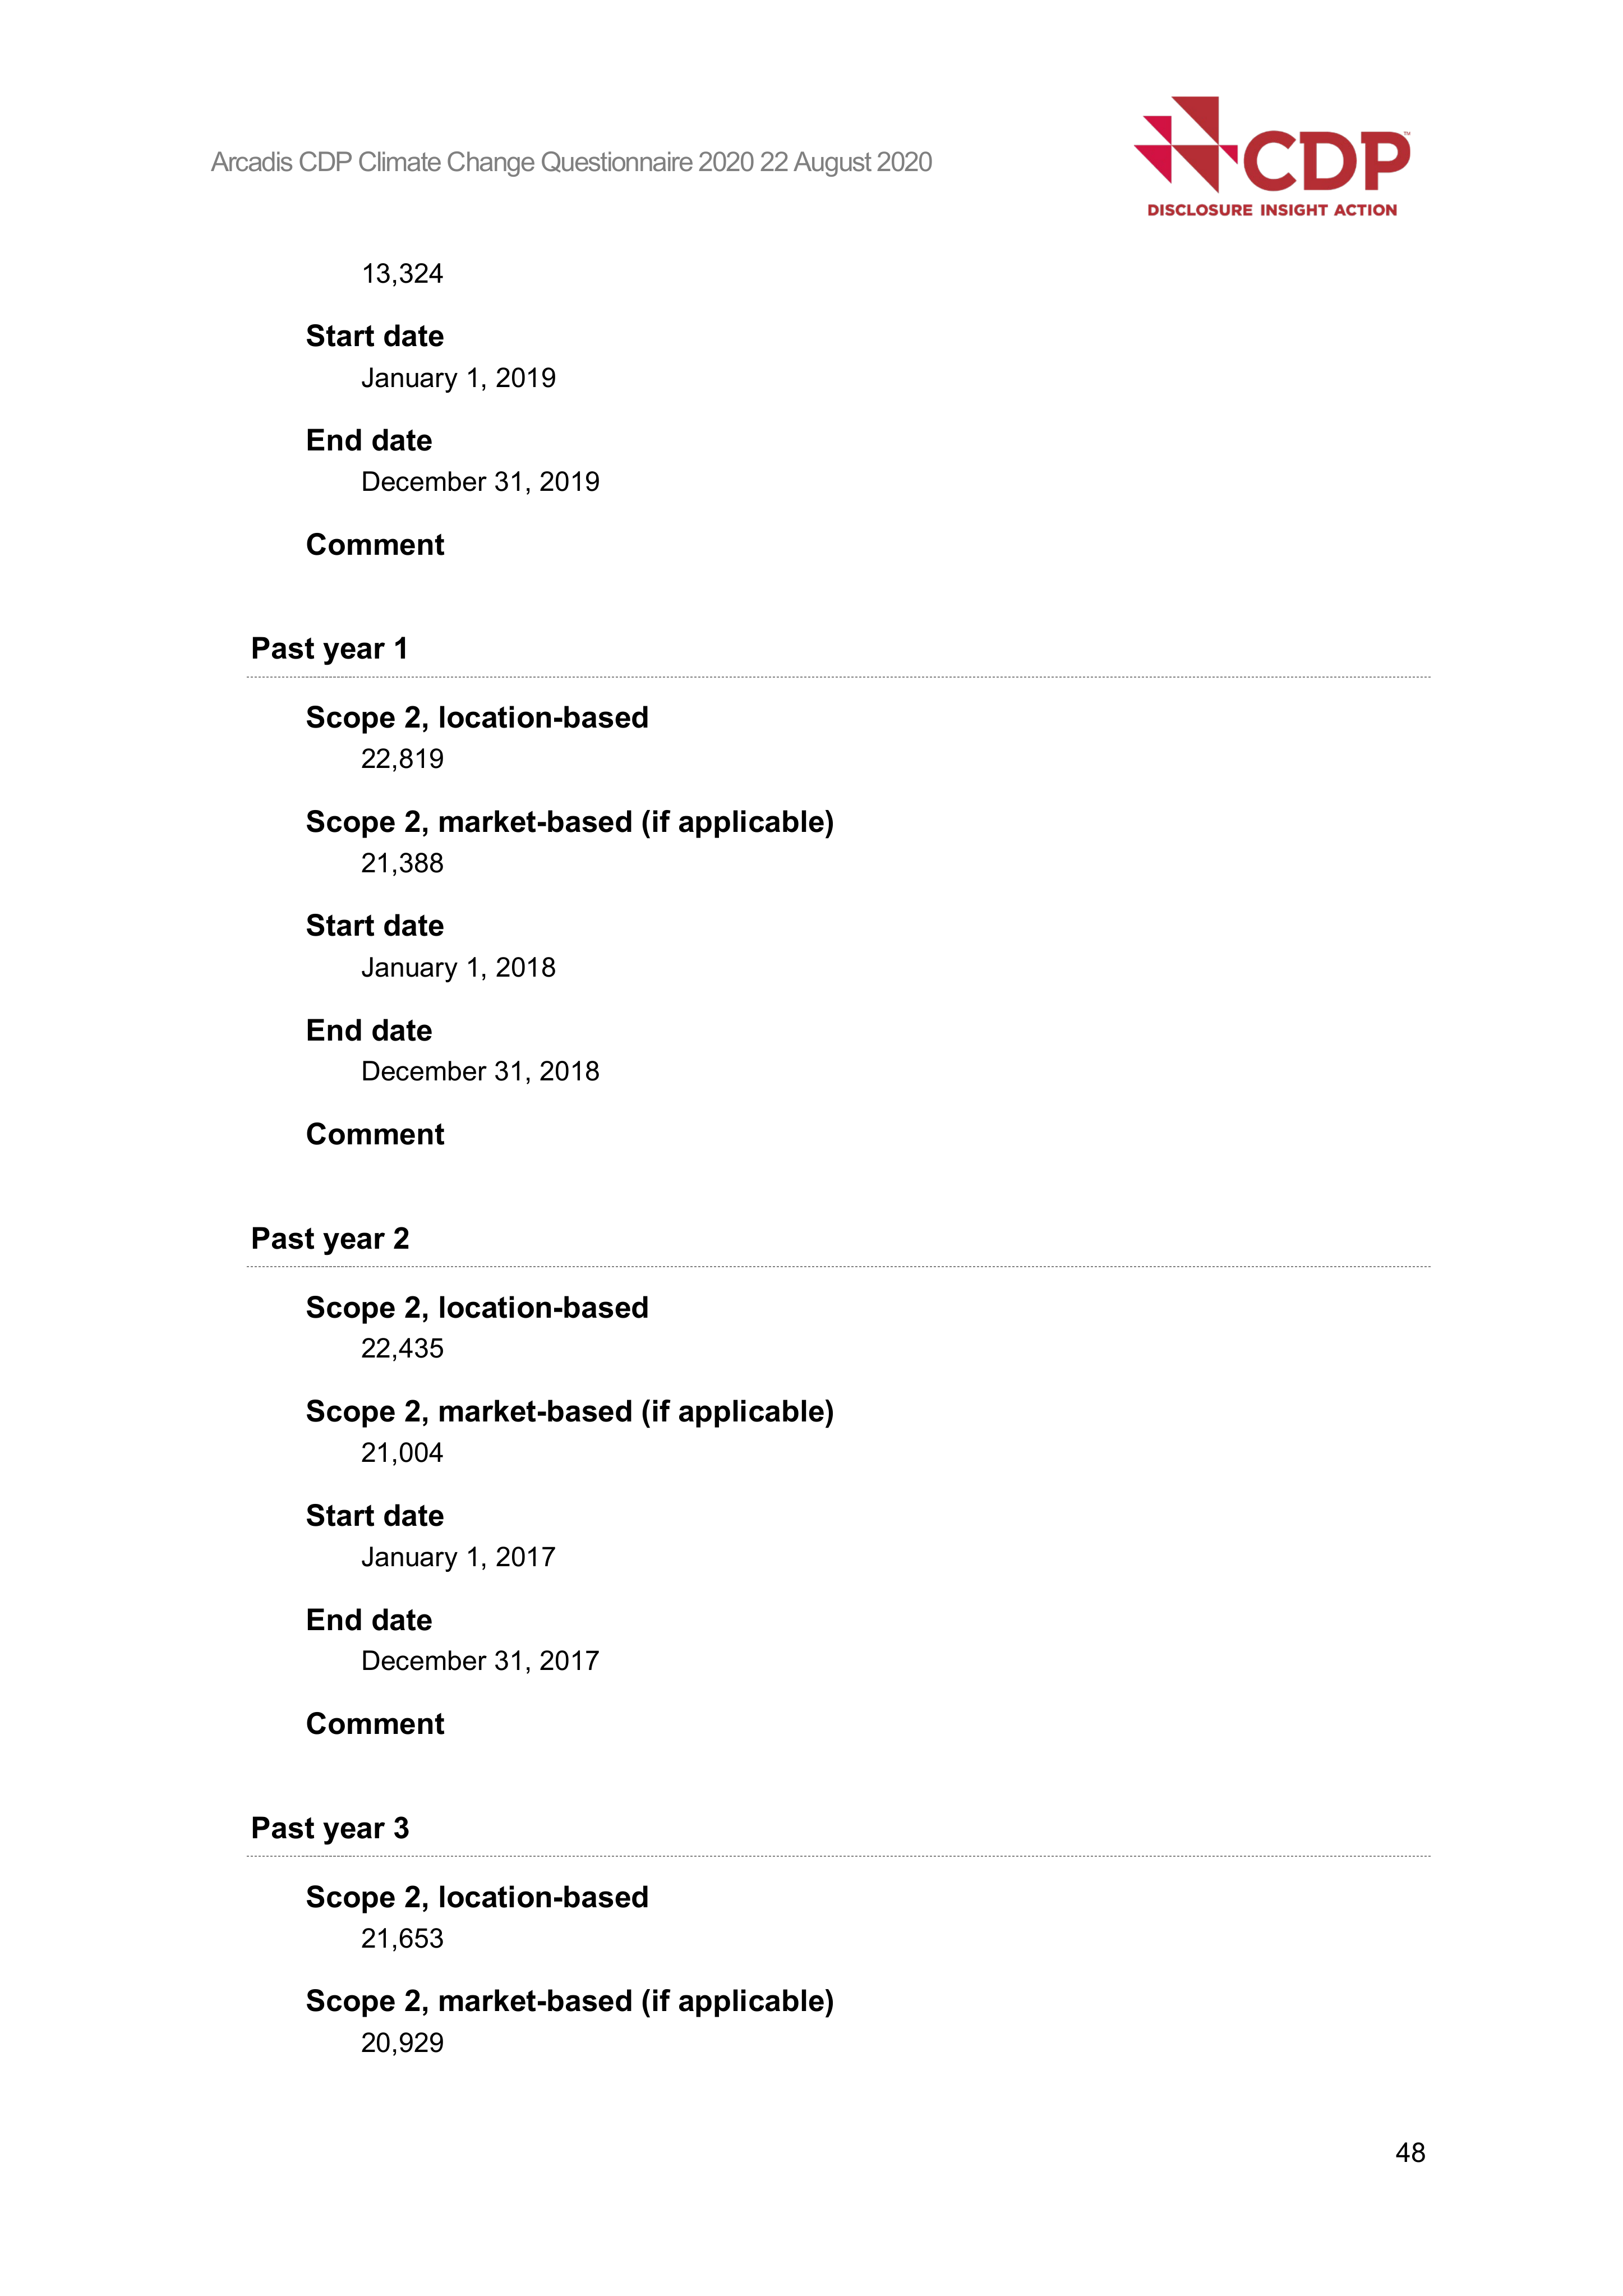 Arcadis CDP Climate Change Questionnaire 2020 22 August 2020
CDP™
DISCLOSURE INSIGHT ACTION
13,324
Start date
January 1, 2019
End date
December 31, 2019
Comment
Past year 1
Scope 2, location-based
22,819
Scope 2, market-based (if applicable)
21,388
Start date
January 1, 2018
End date
December 31, 2018
Comment
Past year 2
Scope 2, location-based
22,435
Scope 2, market-based (if applicable)
21,004
Start date
January 1, 2017
End date
December 31, 2017
Comment
Past year 3
Scope 2, location-based
21,653
Scope 2, market-based (if applicable)
20,929
48